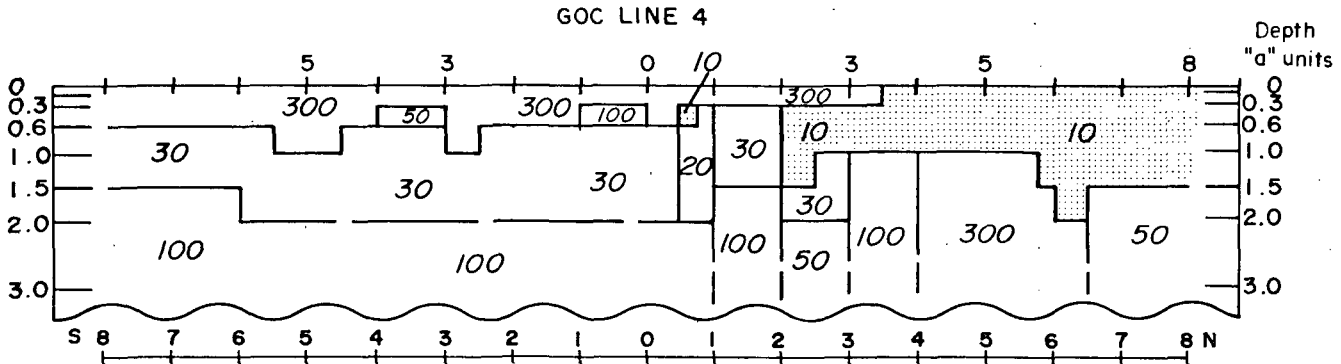 GOC LINE 4
Depth
"a" units
5 3 0 10 3 5 8
0 0
0.3 300 50 300 100 300 0.3
0.6 10 10 0.6
1.0 30 20 30 1.0
1.5 30 30 30 1.5
2.0 2.0
100 100 100 50 100 300 50
3.0 3.0
S 8 7 6 5 4 3 2 1 0 1 2 3 4 5 6 7 8 N